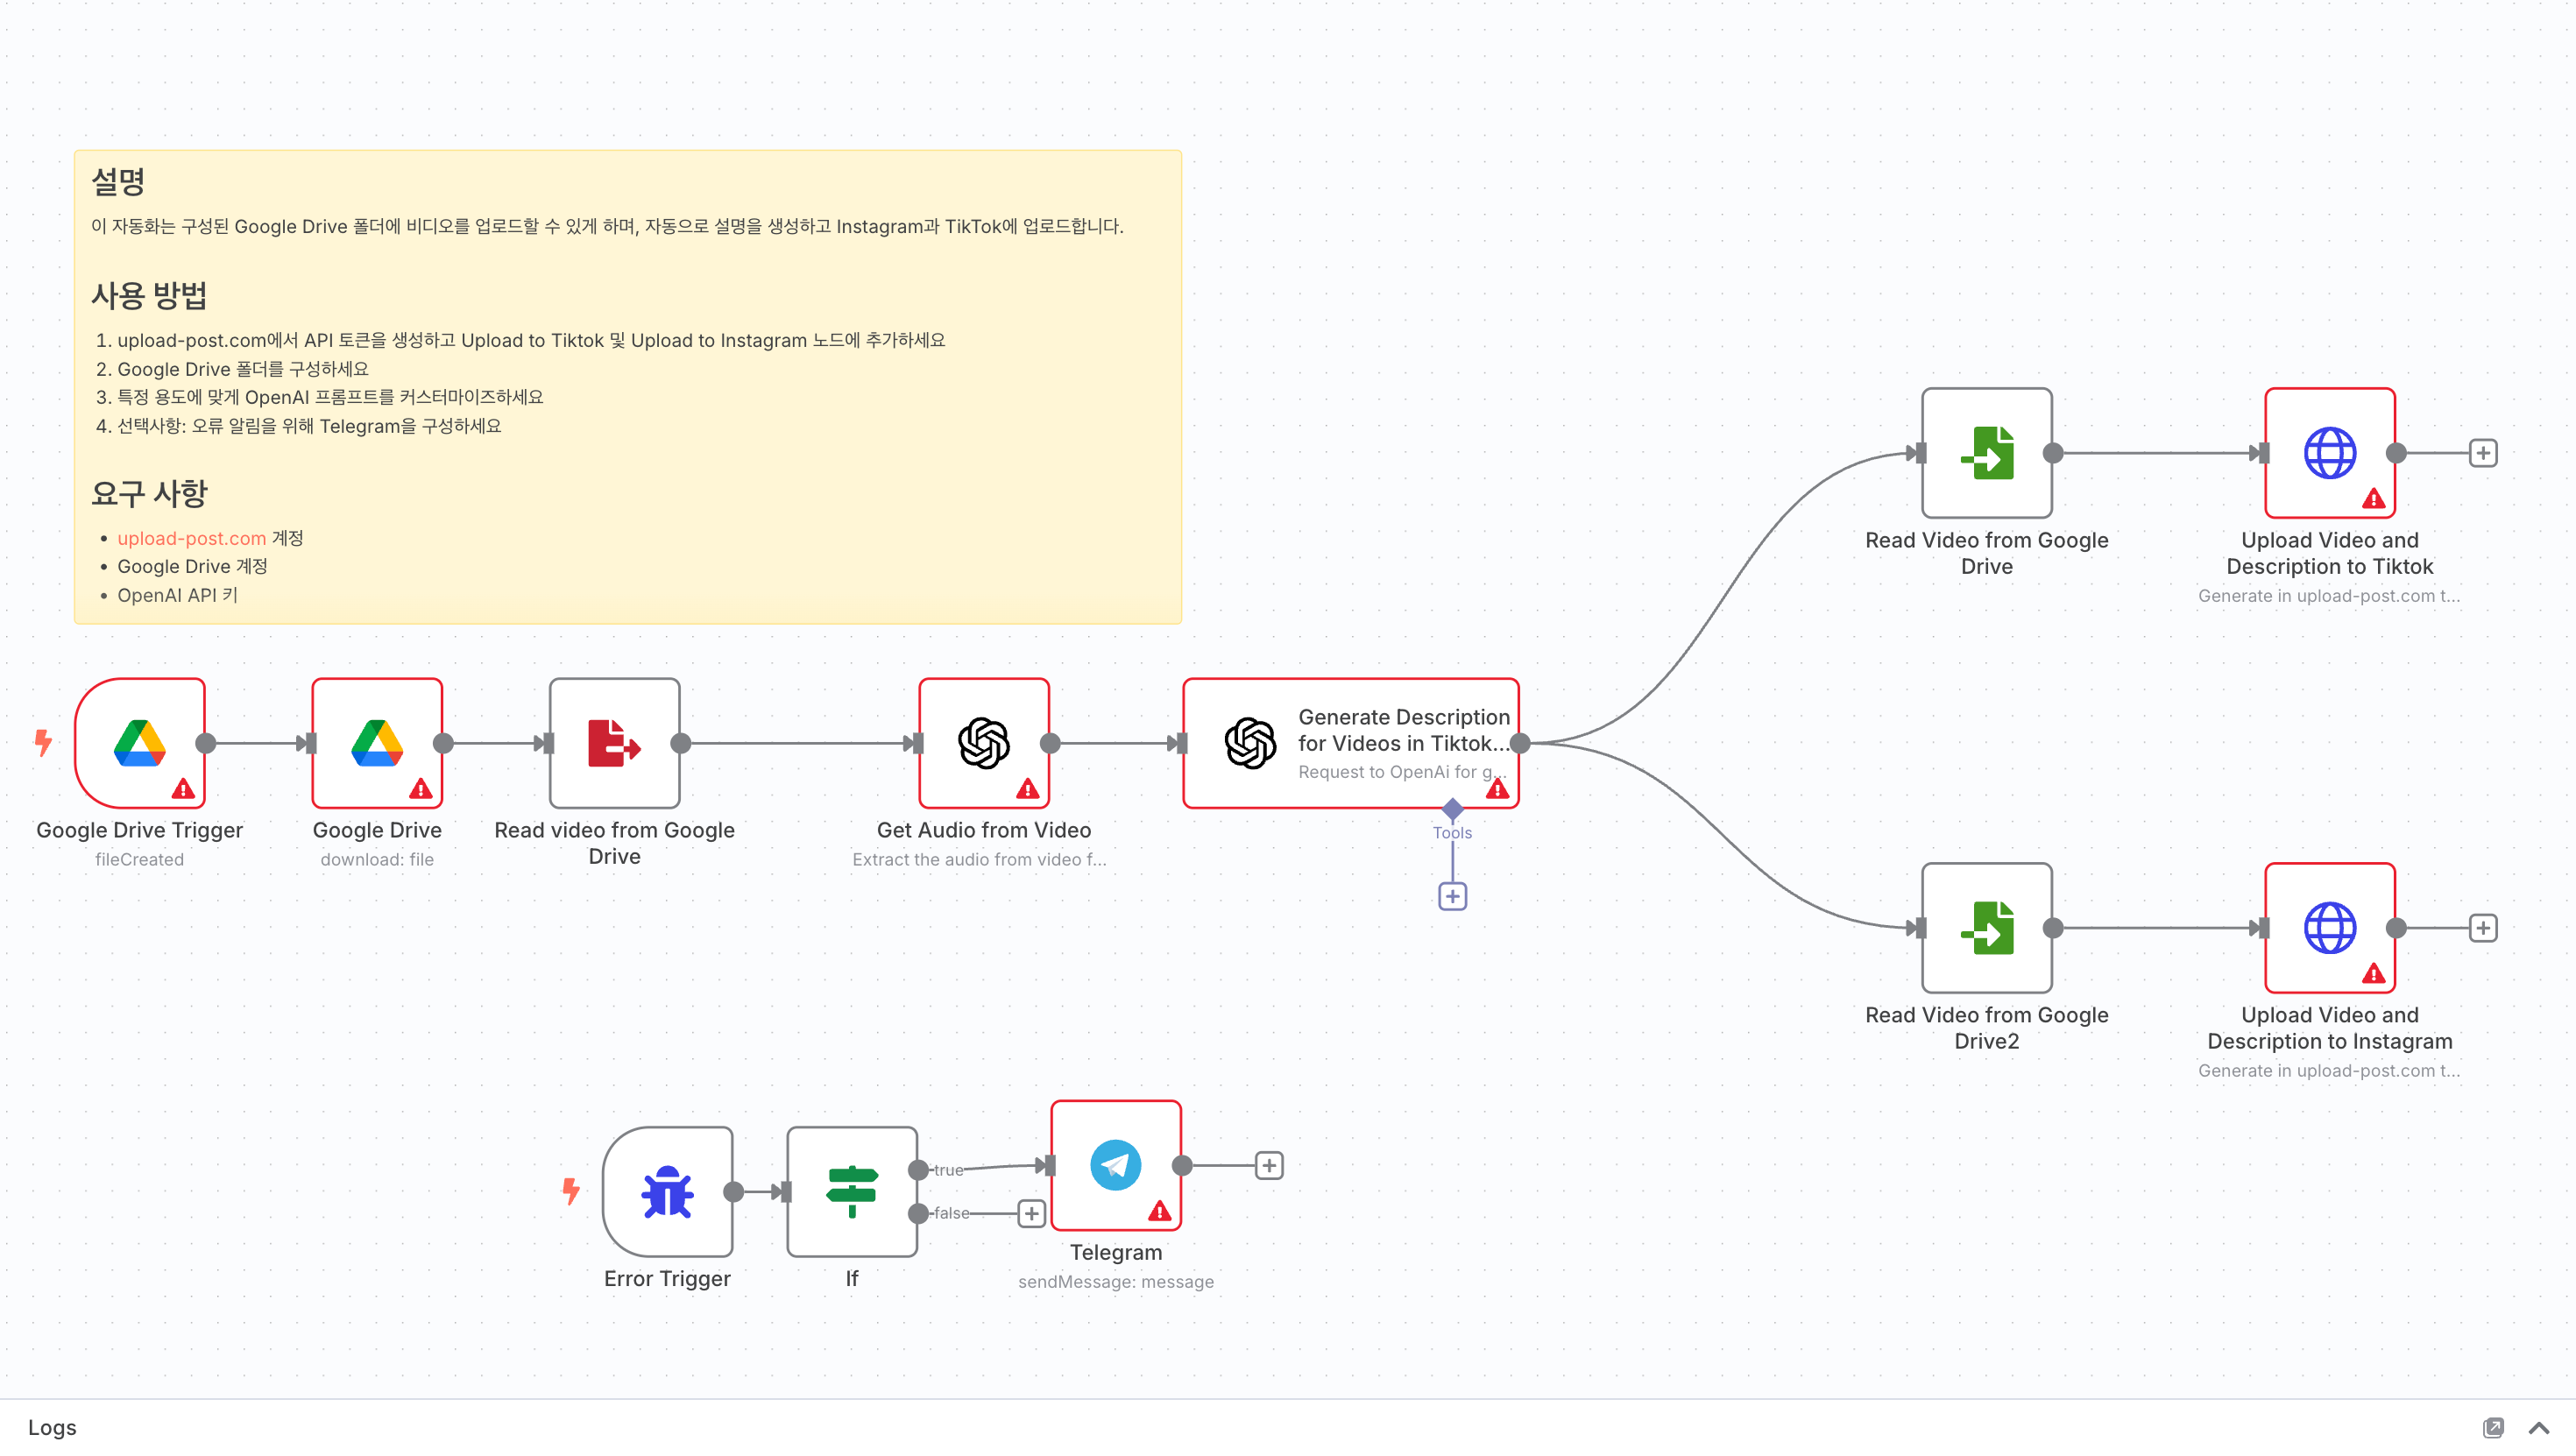 설명
이 자동화는 구성된 Google Drive 폴더에 비디오를 업로드할 수 있게 하며, 자동으로 설명을 생성하고 Instagram과 TikTok에 업로드합니다.
사용 방법
1. upload-post.com에서 API 토큰을 생성하고 Upload to Tiktok 및 Upload to Instagram 노드에 추가하세요
2. Google Drive 폴더를 구성하세요
3. 특정 용도에 맞게 OpenAI 프롬프트를 커스터마이즈하세요
4. 선택사항: 오류 알림을 위해 Telegram을 구성하세요
요구 사항
• upload-post.com 계정
• Google Drive 계정
• OpenAI API 키
Google Drive Trigger
fileCreated
Google Drive
download: file
Read video from Google
Drive
Get Audio from Video
Extract the audio from video f...
Generate Description
for Videos in Tiktok...
Request to OpenAi for g...
Tools
Read Video from Google
Drive
Upload Video and
Description to Tiktok
Generate in upload-post.com t...
Read Video from Google
Drive2
Upload Video and
Description to Instagram
Generate in upload-post.com t...
Error Trigger
If
true
false
Telegram
sendMessage: message
Logs